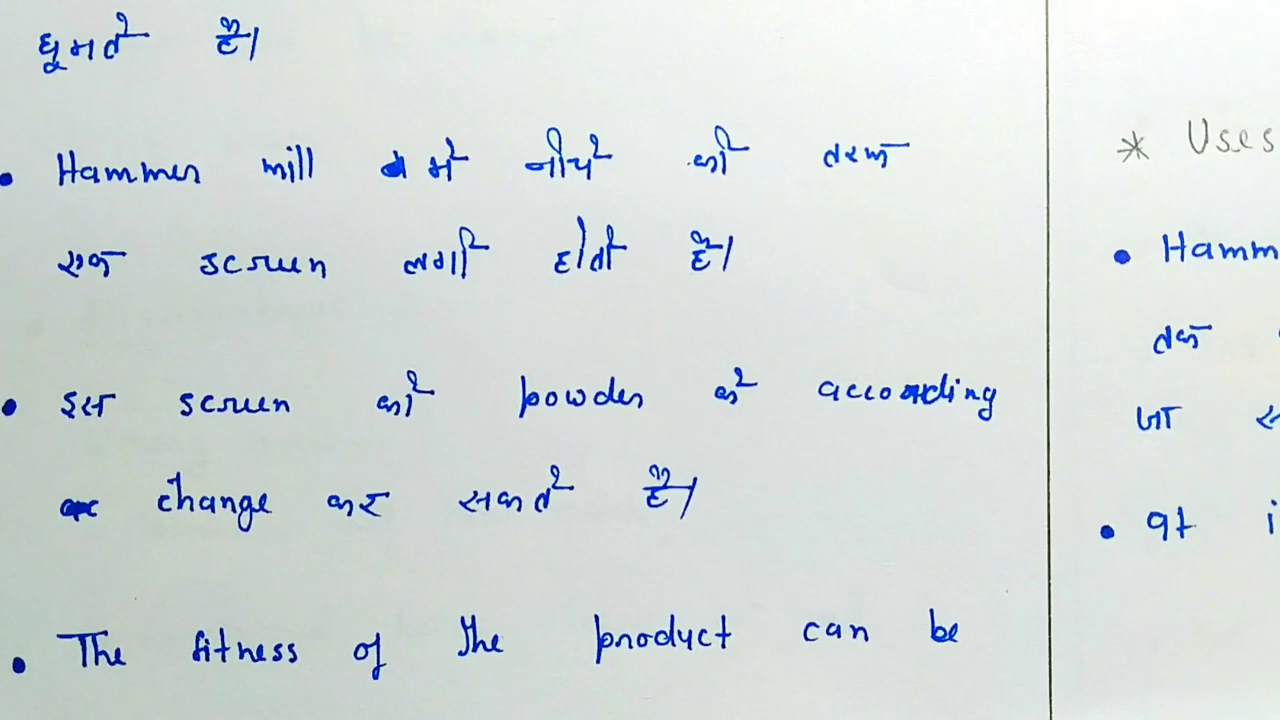 घूमते हैं।
• Hammer mill में नीचे की तरफ
एक screen लगी होती है।
• इस screen को powder के according
change कर सकते हैं।
• The fitness of the product can be
* Uses
• Hamm
तक
जा स
• It i